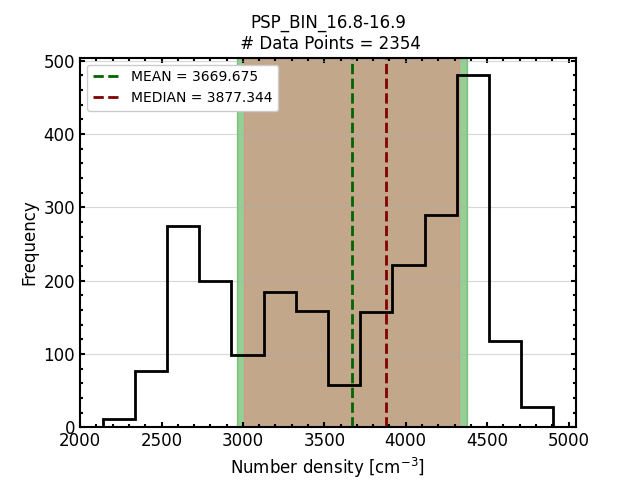 PSP_BIN_16.8-16.9
# Data Points = 2354
MEAN = 3669.675
MEDIAN = 3877.344
Frequency
500
400
300
200
100
0
2000 2500 3000 3500 4000 4500 5000
Number density [cm⁻³]